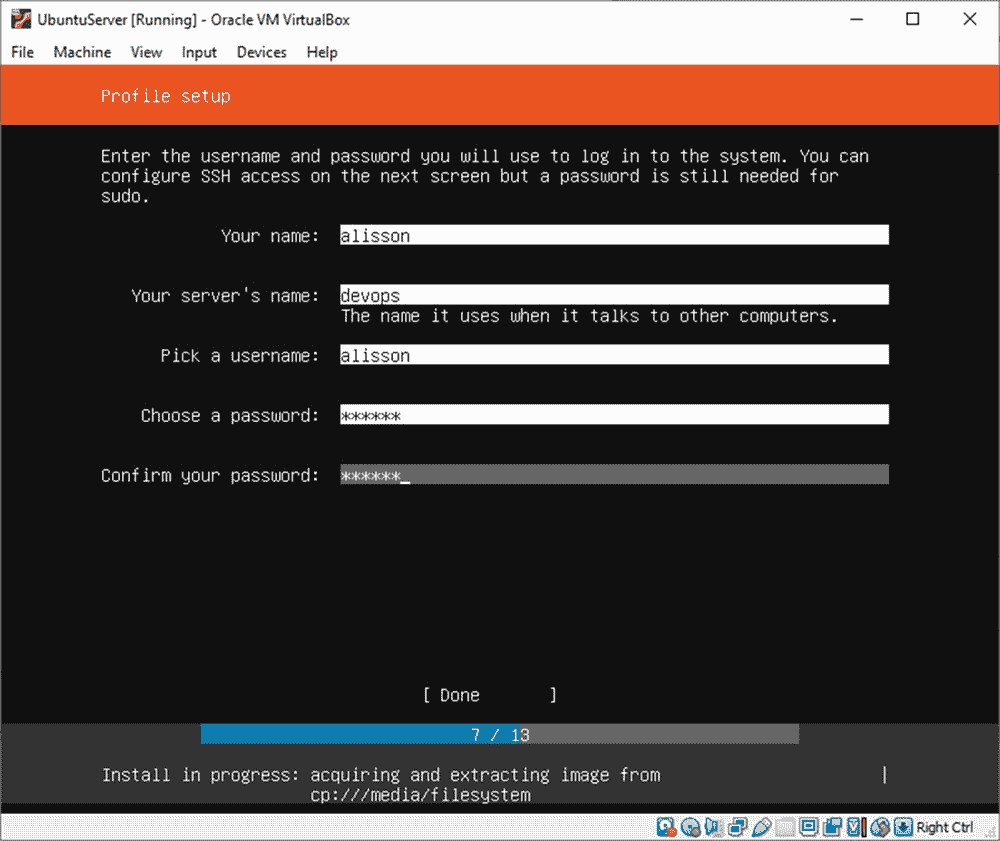 UbuntuServer [Running] - Oracle VM VirtualBox
File Machine View Input Devices Help
Profile setup
Enter the username and password you will use to log in to the system. You can
configure SSH access on the next screen but a password is still needed for
sudo.
Your name: alisson
Your server's name: devops
The name it uses when it talks to other computers.
Pick a username: alisson
Choose a password: ******
Confirm your password: ******_
[ Done ]
7 / 13
Install in progress: acquiring and extracting image from |
cp:///media/filesystem
Right Ctrl